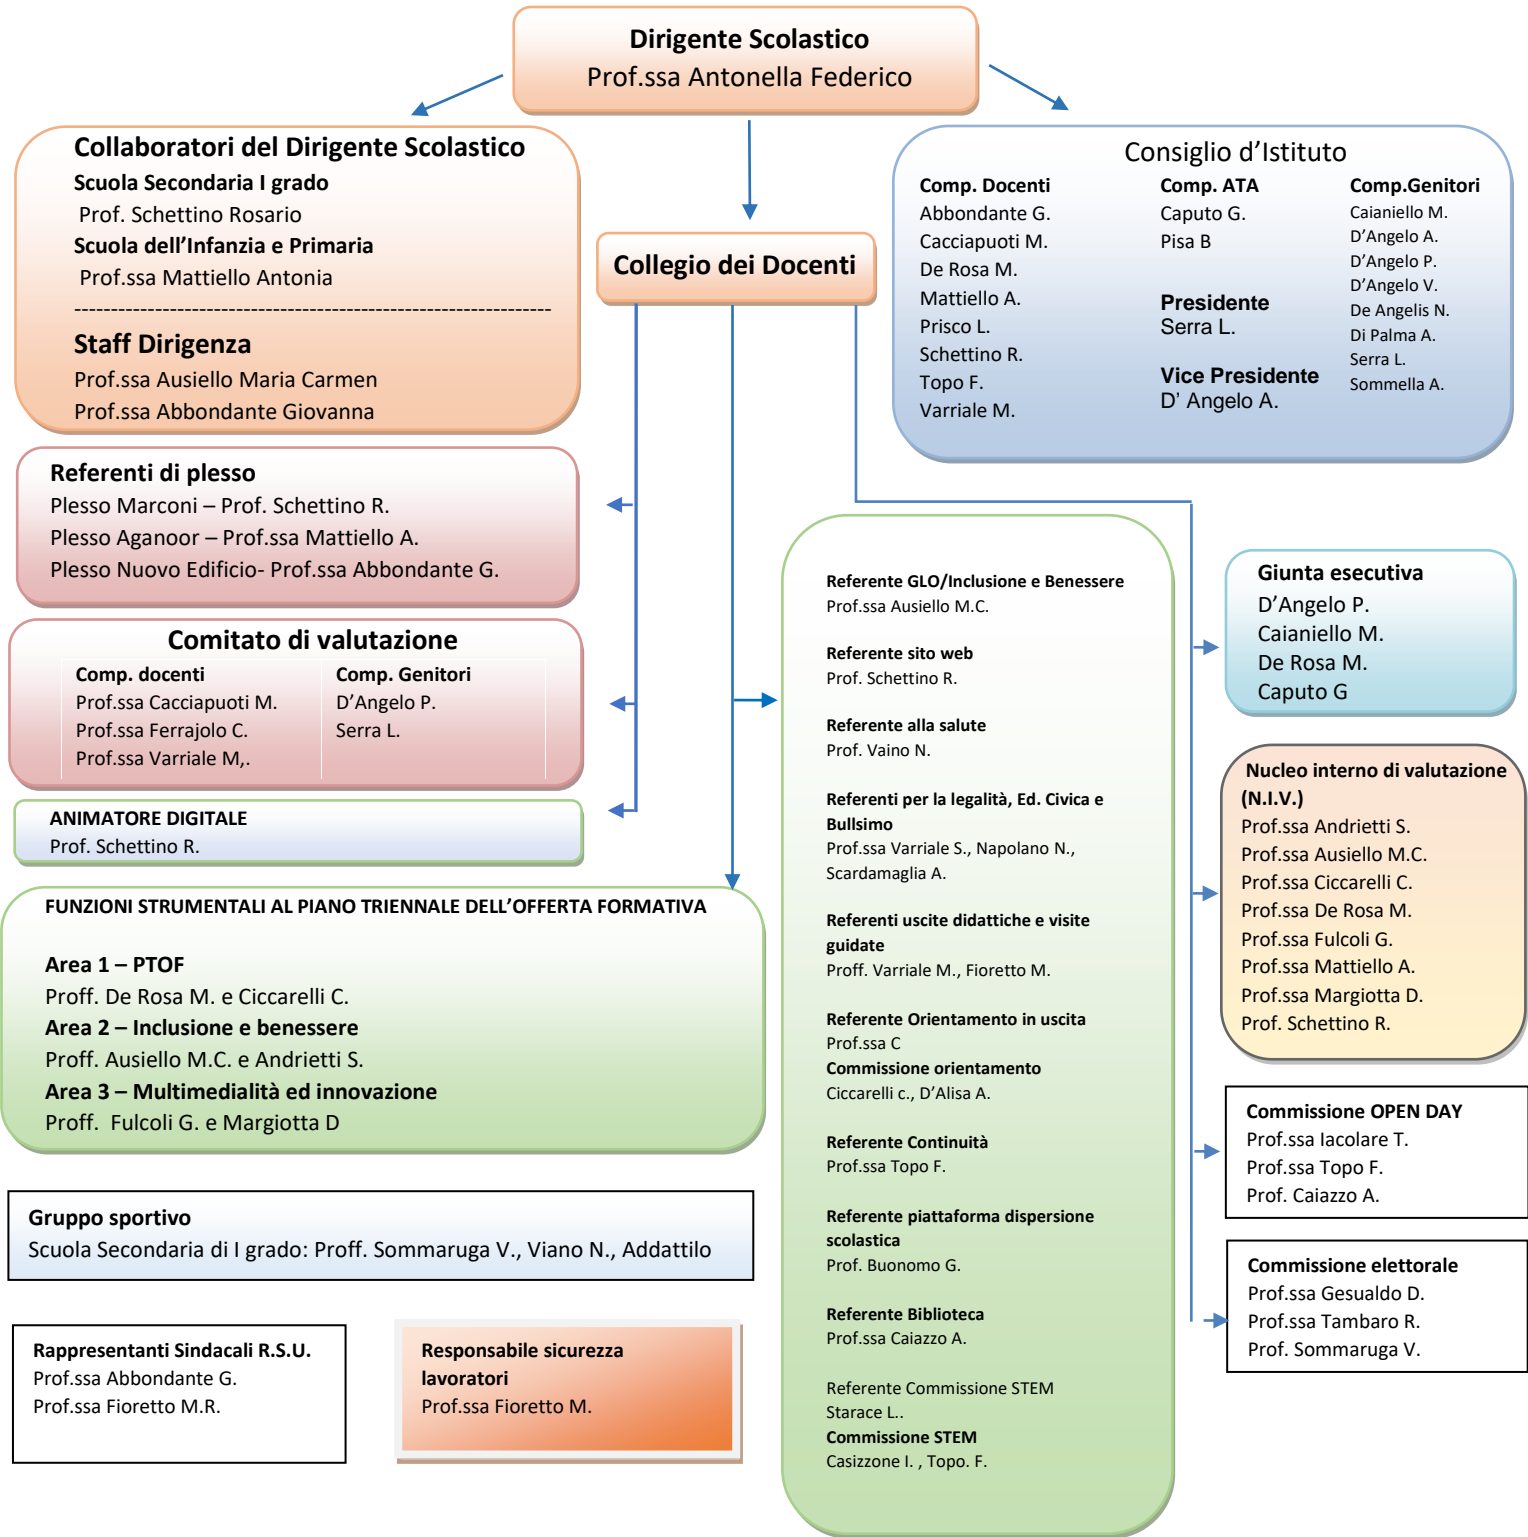 Dirigente Scolastico
Prof.ssa Antonella Federico
Collaboratori del Dirigente Scolastico
Scuola Secondaria I grado
Prof. Schettino Rosario
Scuola dell'Infanzia e Primaria
Prof.ssa Mattiello Antonia
-----------------------------------------------------------------
Staff Dirigenza
Prof.ssa Ausiello Maria Carmen
Prof.ssa Abbondante Giovanna
Collegio dei Docenti
Consiglio d'Istituto
Comp. Docenti
Abbondante G.
Cacciapuoti M.
De Rosa M.
Mattiello A.
Prisco L.
Schettino R.
Topo F.
Varriale M.
Comp. ATA
Caputo G.
Pisa B
Presidente
Serra L.
Vice Presidente
D' Angelo A.
Comp.Genitori
Caianiello M.
D'Angelo A.
D'Angelo P.
D'Angelo V.
De Angelis N.
Di Palma A.
Serra L.
Sommella A.
Referenti di plesso
Plesso Marconi – Prof. Schettino R.
Plesso Aganoor – Prof.ssa Mattiello A.
Plesso Nuovo Edificio- Prof.ssa Abbondante G.
Comitato di valutazione
Comp. docenti
Prof.ssa Cacciapuoti M.
Prof.ssa Ferrajolo C.
Prof.ssa Varriale M,.
Comp. Genitori
D'Angelo P.
Serra L.
ANIMATORE DIGITALE
Prof. Schettino R.
FUNZIONI STRUMENTALI AL PIANO TRIENNALE DELL'OFFERTA FORMATIVA
Area 1 – PTOF
Proff. De Rosa M. e Ciccarelli C.
Area 2 – Inclusione e benessere
Proff. Ausiello M.C. e Andrietti S.
Area 3 – Multimedialità ed innovazione
Proff. Fulcoli G. e Margiotta D
Gruppo sportivo
Scuola Secondaria di I grado: Proff. Sommaruga V., Viano N., Addattilo
Rappresentanti Sindacali R.S.U.
Prof.ssa Abbondante G.
Prof.ssa Fioretto M.R.
Responsabile sicurezza
lavoratori
Prof.ssa Fioretto M.
Referente GLO/Inclusione e Benessere
Prof.ssa Ausiello M.C.
Referente sito web
Prof. Schettino R.
Referente alla salute
Prof. Vaino N.
Referenti per la legalità, Ed. Civica e
Bullsimo
Prof.ssa Varriale S., Napolano N.,
Scardamaglia A.
Referenti uscite didattiche e visite
guidate
Proff. Varriale M., Fioretto M.
Referente Orientamento in uscita
Prof.ssa C
Commissione orientamento
Ciccarelli c., D'Alisa A.
Referente Continuità
Prof.ssa Topo F.
Referente piattaforma dispersione
scolastica
Prof. Buonomo G.
Referente Biblioteca
Prof.ssa Caiazzo A.
Referente Commissione STEM
Starace L..
Commissione STEM
Casizzone I. , Topo. F.
Giunta esecutiva
D'Angelo P.
Caianiello M.
De Rosa M.
Caputo G
Nucleo interno di valutazione
(N.I.V.)
Prof.ssa Andrietti S.
Prof.ssa Ausiello M.C.
Prof.ssa Ciccarelli C.
Prof.ssa De Rosa M.
Prof.ssa Fulcoli G.
Prof.ssa Mattiello A.
Prof.ssa Margiotta D.
Prof. Schettino R.
Commissione OPEN DAY
Prof.ssa Iacolare T.
Prof.ssa Topo F.
Prof. Caiazzo A.
Commissione elettorale
Prof.ssa Gesualdo D.
Prof.ssa Tambaro R.
Prof. Sommaruga V.